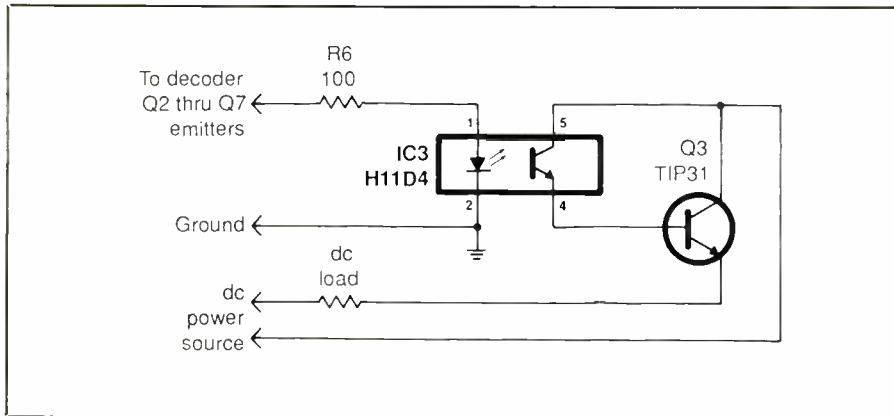 R6
100
To decoder
Q2 thru Q7
emitters
1
5
IC3
H11D4
Q3
TIP31
2
4
Ground
dc
load
dc
power
source